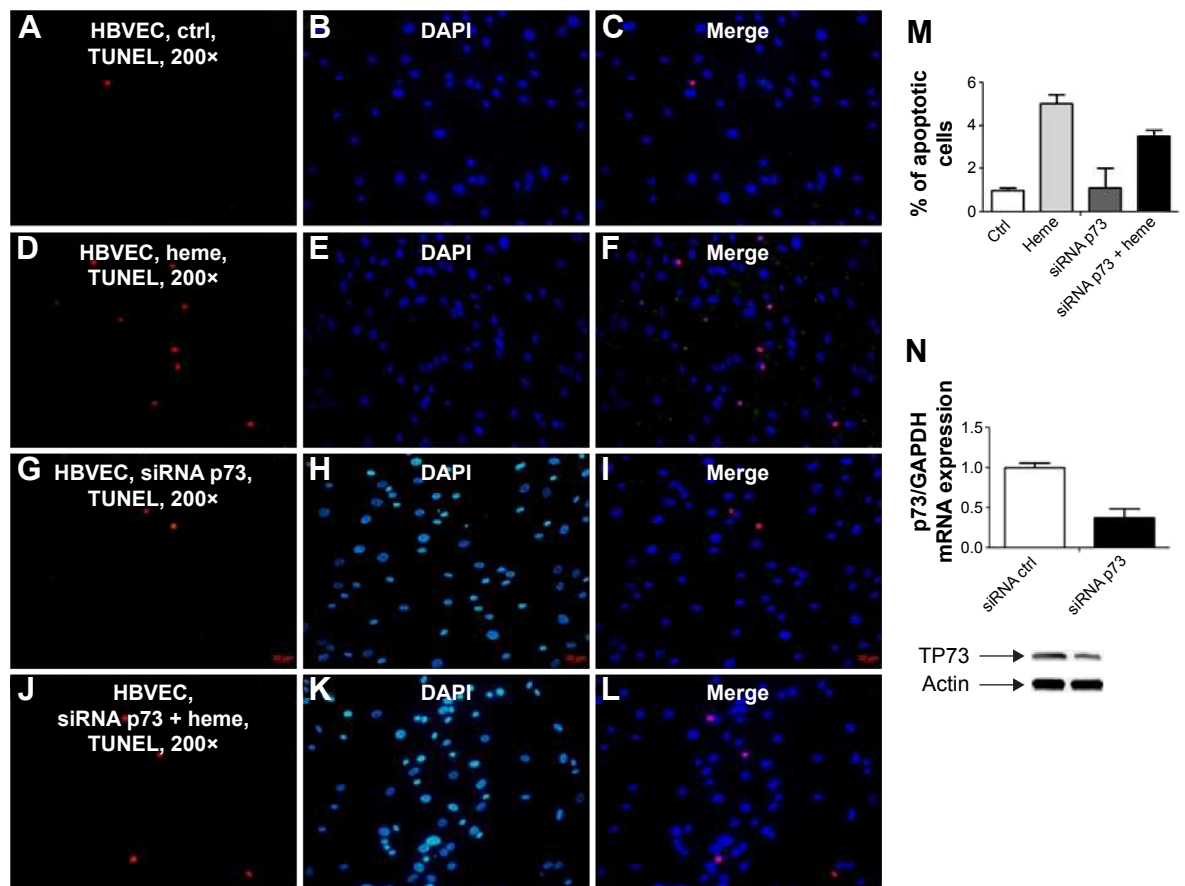 A
HBVEC, ctrl,
TUNEL, 200×
B
DAPI
C
Merge
D
HBVEC, heme,
TUNEL, 200×
E
DAPI
F
Merge
G
HBVEC, siRNA p73,
TUNEL, 200×
H
DAPI
I
Merge
J
HBVEC,
siRNA p73 + heme,
TUNEL, 200×
K
DAPI
L
Merge
M
% of apoptotic
cells
6
4
2
0
Ctrl
Heme
siRNA p73
siRNA p73 + heme
N
p73/GAPDH
mRNA expression
1.5
1.0
0.5
0.0
siRNA ctrl
siRNA p73
TP73
Actin